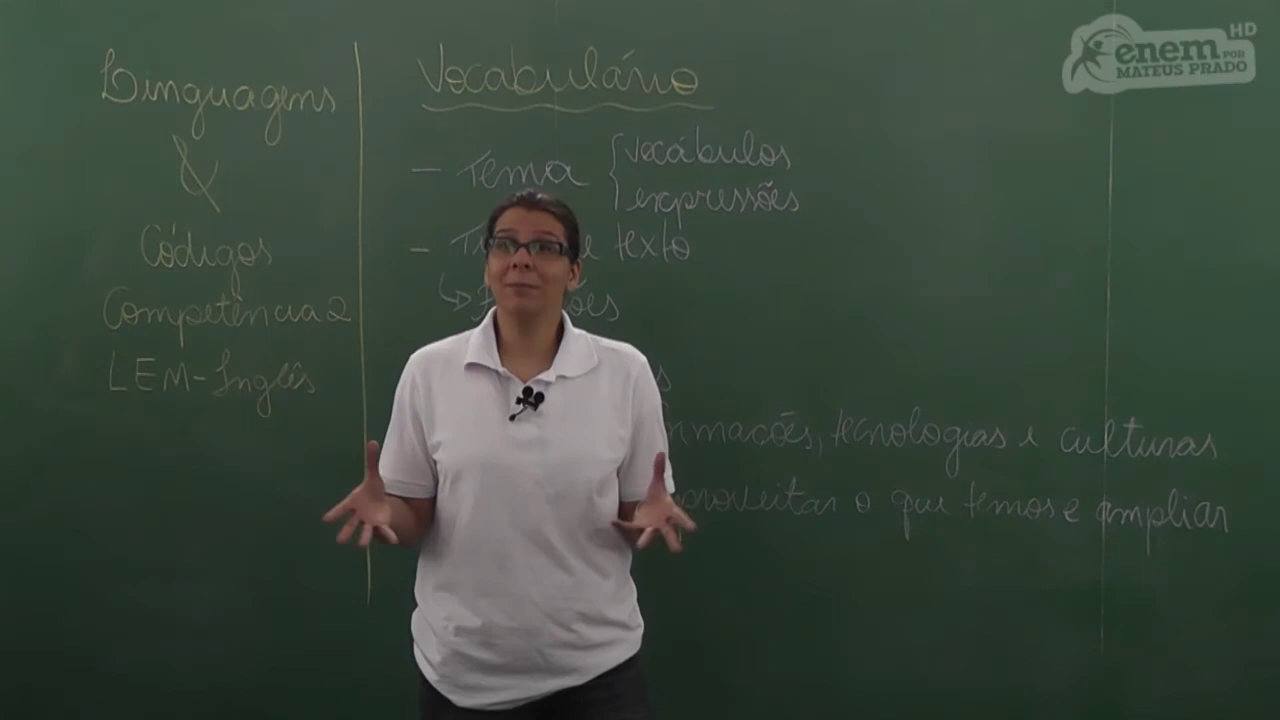 Linguagens
&
Códigos
Competência 2
LEM-Inglês
Vocabulário
- Tema { vocábulos
expressões
- texto
↳
informações, tecnologias e culturas
aproveitar o que temos e ampliar
enem HD
POR
MATEUS PRADO